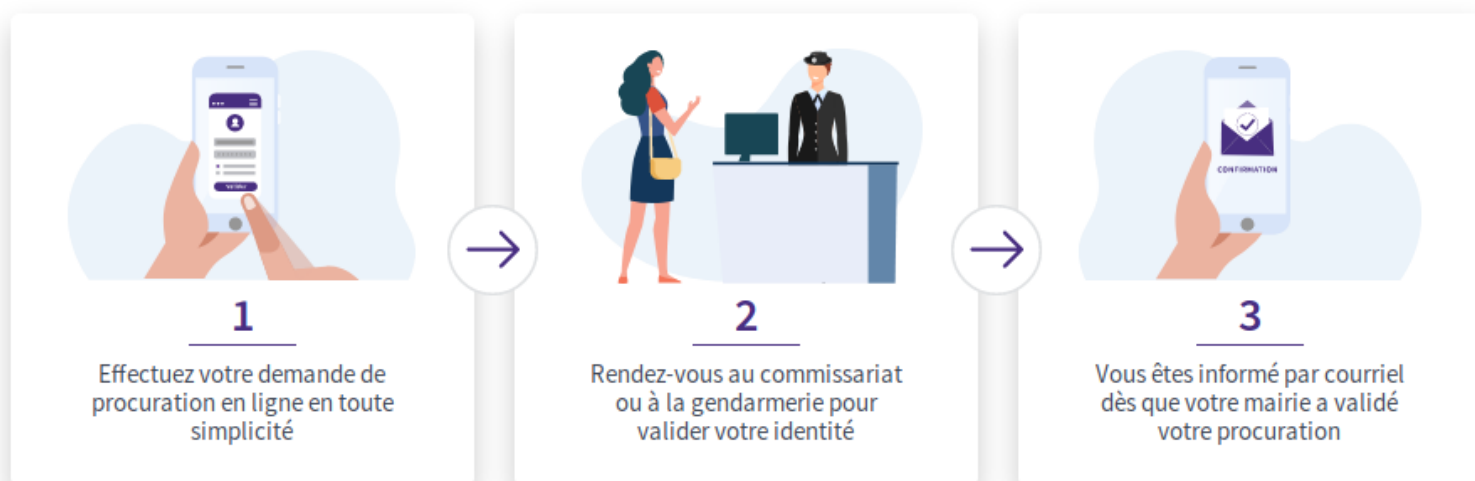 CONFIRMATION
1
Effectuez votre demande de
procuration en ligne en toute
simplicité
2
Rendez-vous au commissariat
ou à la gendarmerie pour
valider votre identité
3
Vous êtes informé par courriel
dès que votre mairie a validé
votre procuration